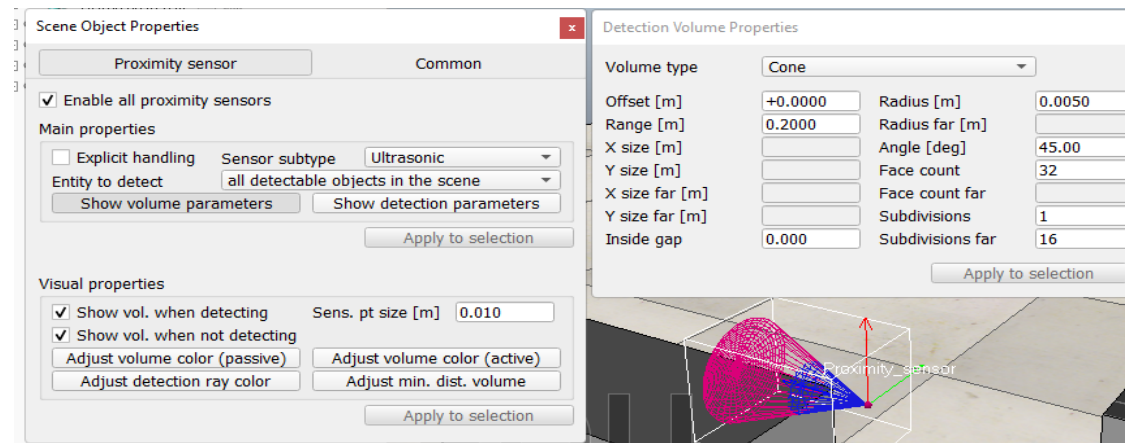 Scene Object Properties
x
Proximity sensor Common
Enable all proximity sensors
Main properties
Explicit handling Sensor subtype Ultrasonic
Entity to detect all detectable objects in the scene
Show volume parameters Show detection parameters
Apply to selection
Visual properties
Show vol. when detecting Sens. pt size [m] 0.010
Show vol. when not detecting
Adjust volume color (passive) Adjust volume color (active)
Adjust detection ray color Adjust min. dist. volume
Apply to selection
Detection Volume Properties
Volume type Cone
Offset [m] +0.0000 Radius [m] 0.0050
Range [m] 0.2000 Radius far [m]
X size [m] Angle [deg] 45.00
Y size [m] Face count 32
X size far [m] Face count far
Y size far [m] Subdivisions 1
Inside gap 0.000 Subdivisions far 16
Apply to selection
Proximity_sensor